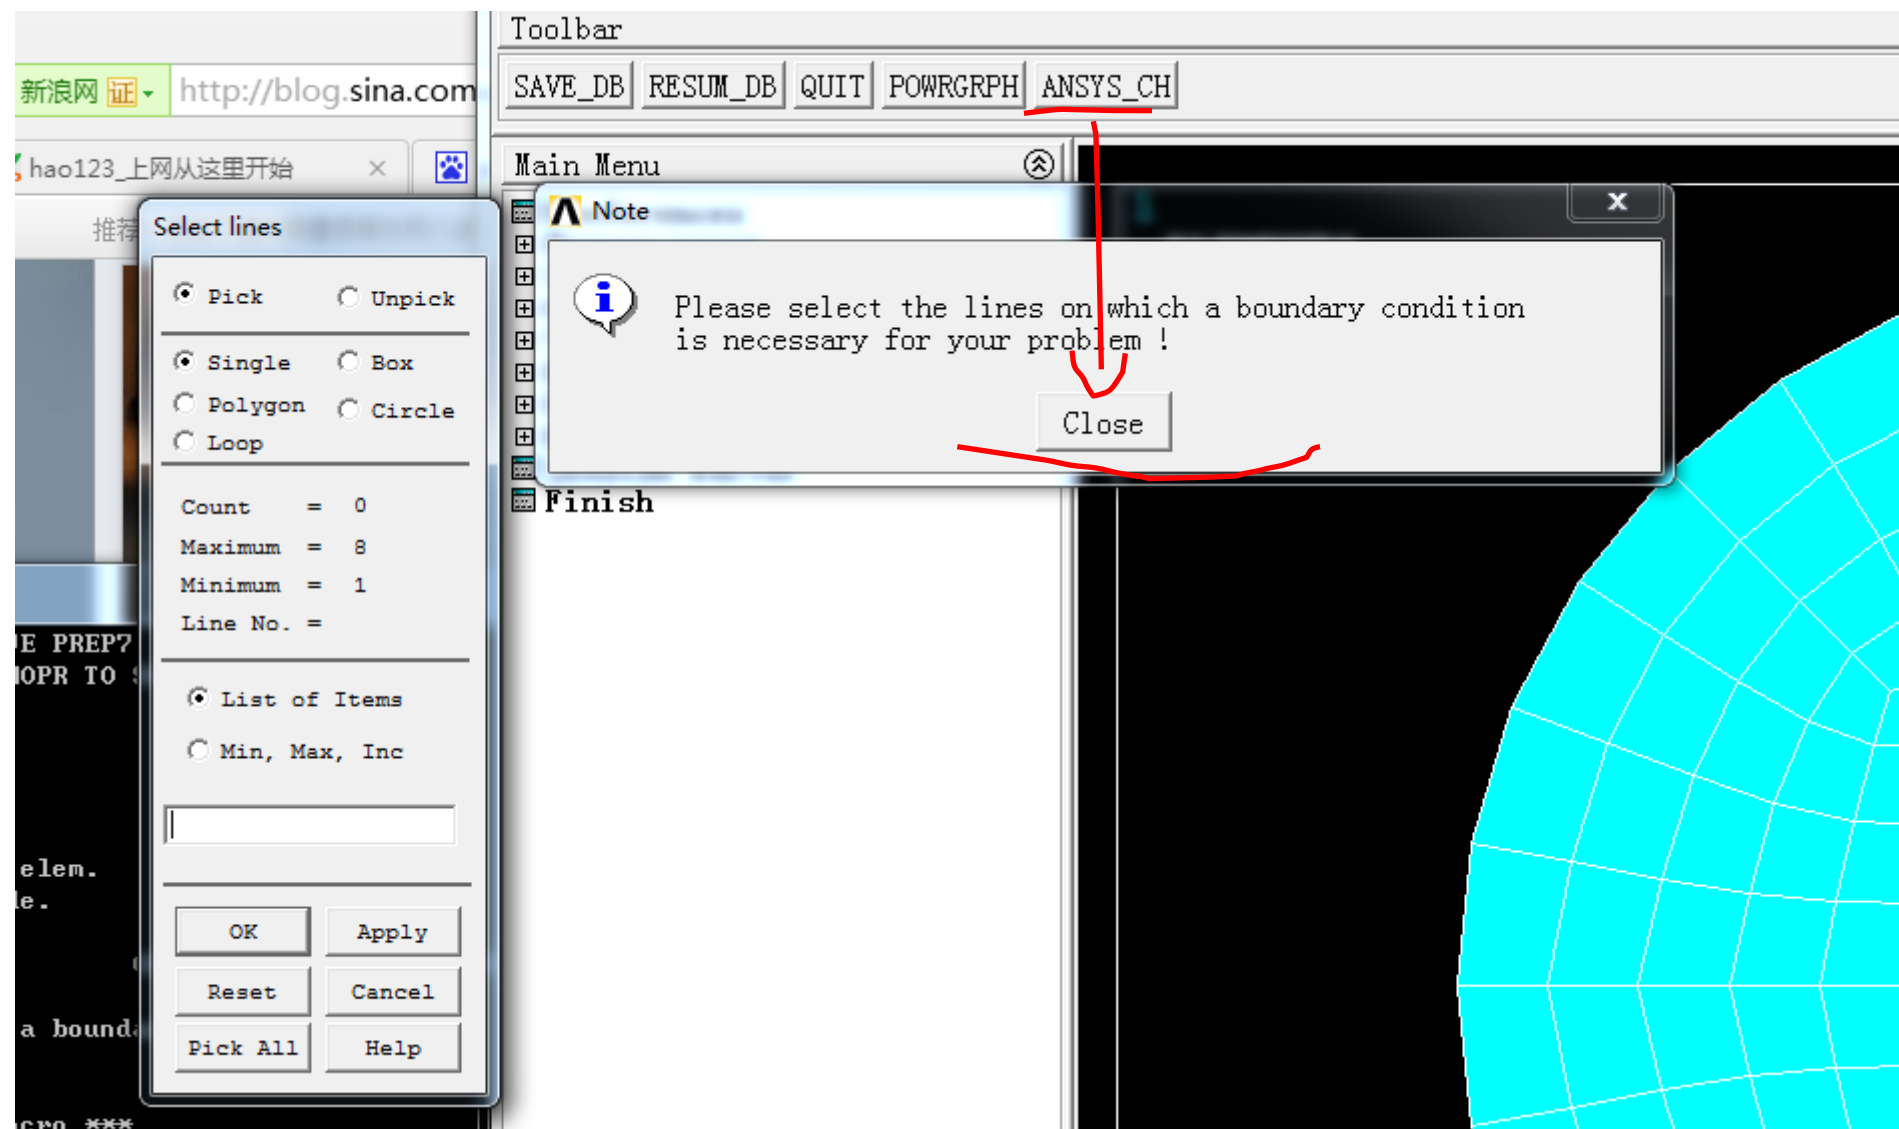 Toolbar
新浪网 证 http://blog.sina.com
SAVE_DB RESUM_DB QUIT POWRGRPH ANSYS_CH
hao123_上网从这里开始 ×
Main Menu
推荐
Select lines
Note
x
Pick Unpick
Please select the lines on which a boundary condition
is necessary for your problem !
Single Box
Polygon Circle
Loop
Close
Count = 0
Finish
Maximum = 8
Minimum = 1
Line No. =
PREP7
OPR TO
List of Items
Min, Max, Inc
elem.
OK Apply
Reset Cancel
a bound
Pick All Help
***